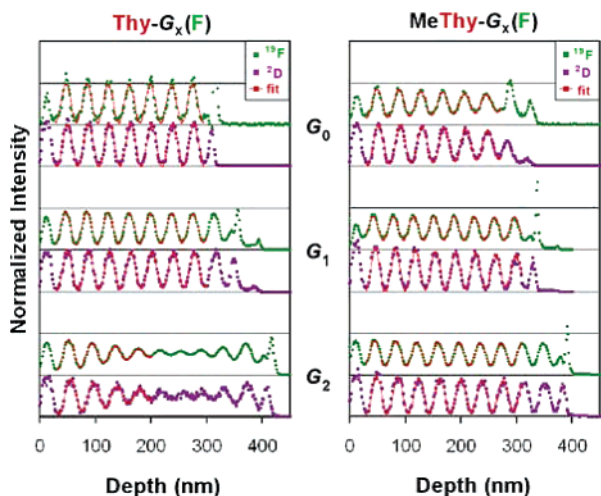 Thy-Gₓ(F)
MeThy-Gₓ(F)
¹⁹F
²D
fit
¹⁹F
²D
fit
Normalized Intensity
G₀
G₁
G₂
0 100 200 300 400
0 100 200 300 400
Depth (nm)
Depth (nm)